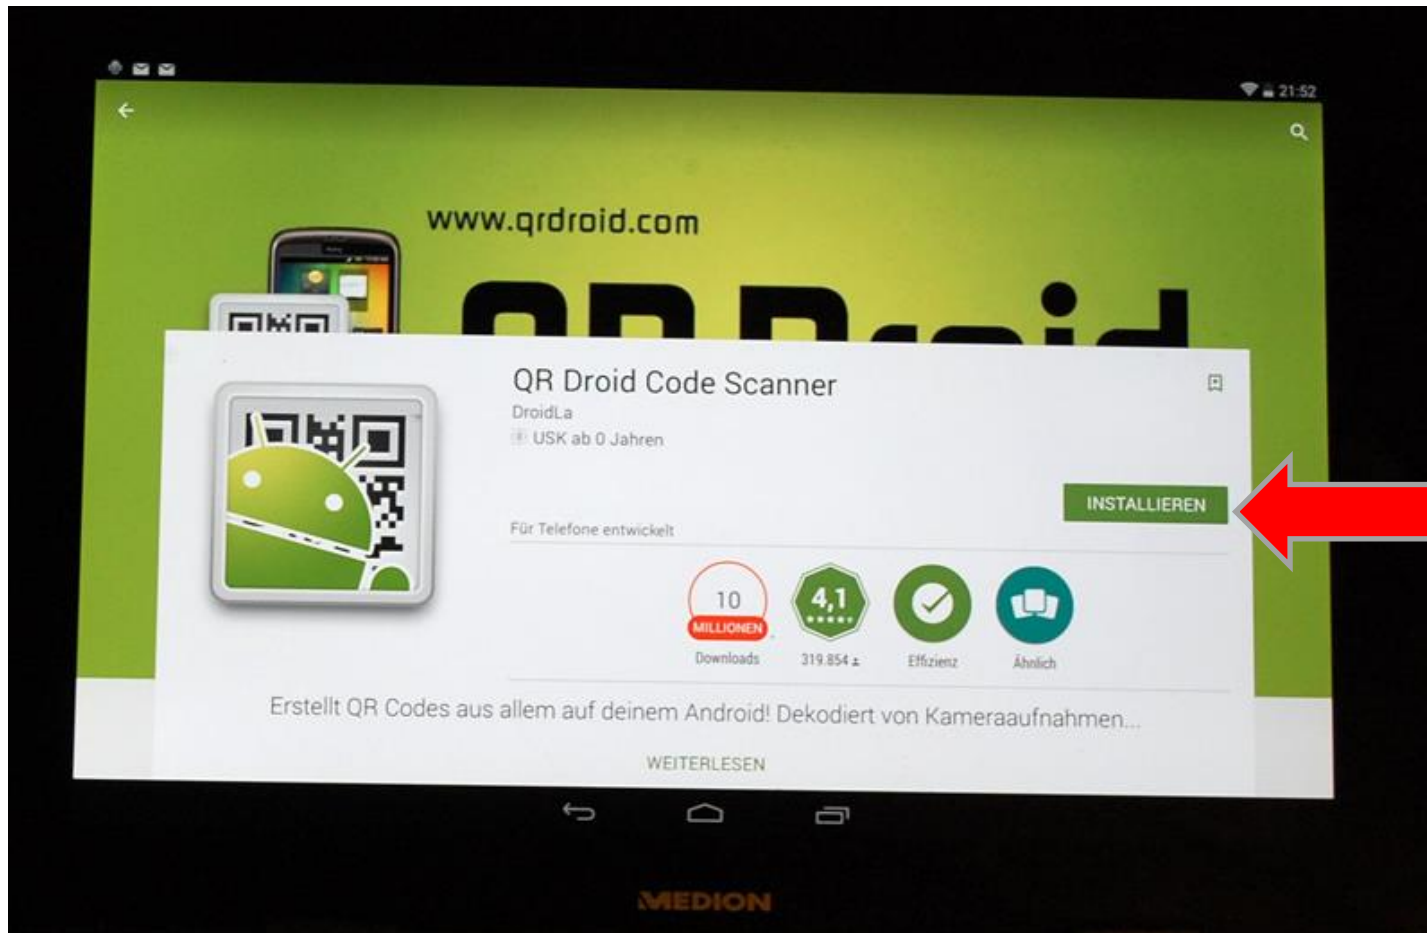 21:52
www.qrdroid.com
QR Droid
QR Droid Code Scanner
DroidLa
USK ab 0 Jahren
INSTALLIEREN
Für Telefone entwickelt
10
MILLIONEN
Downloads
4,1
319.854
Effizienz
Ähnlich
Erstellt QR Codes aus allem auf deinem Android! Dekodiert von Kameraaufnahmen...
WEITERLESEN
MEDION